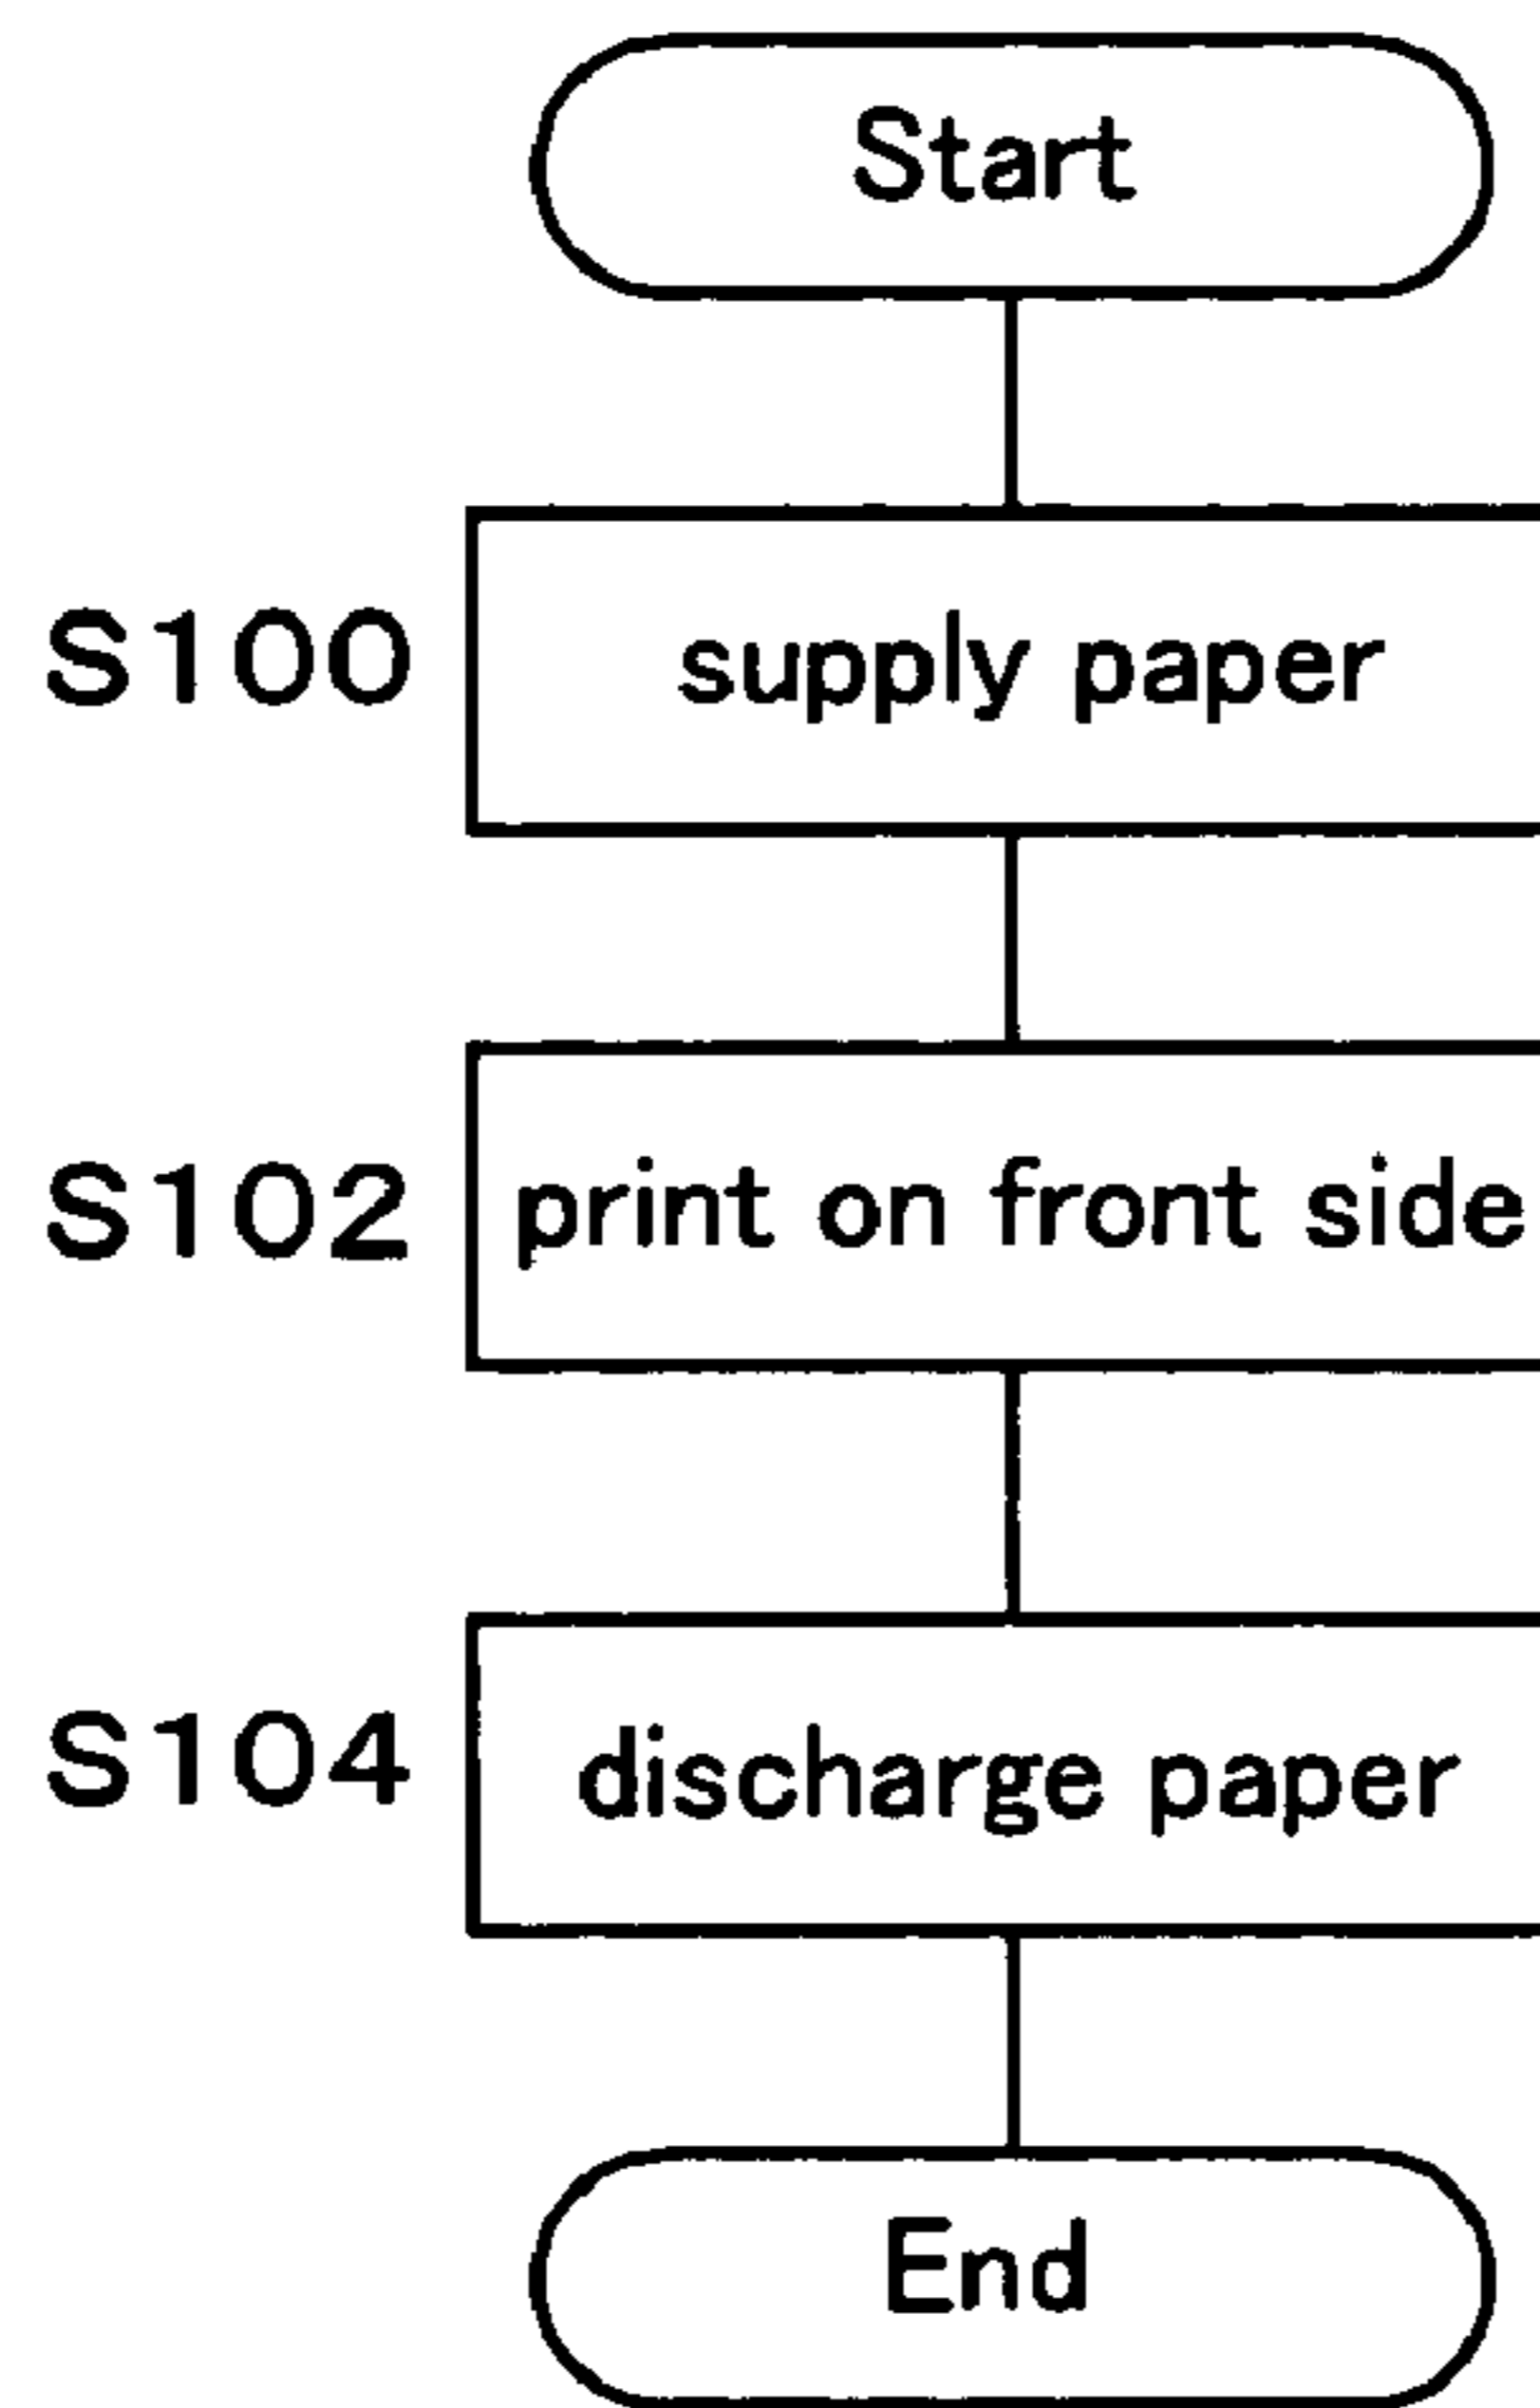 Start
S100 supply paper
S102 print on front side
S104 discharge paper
End